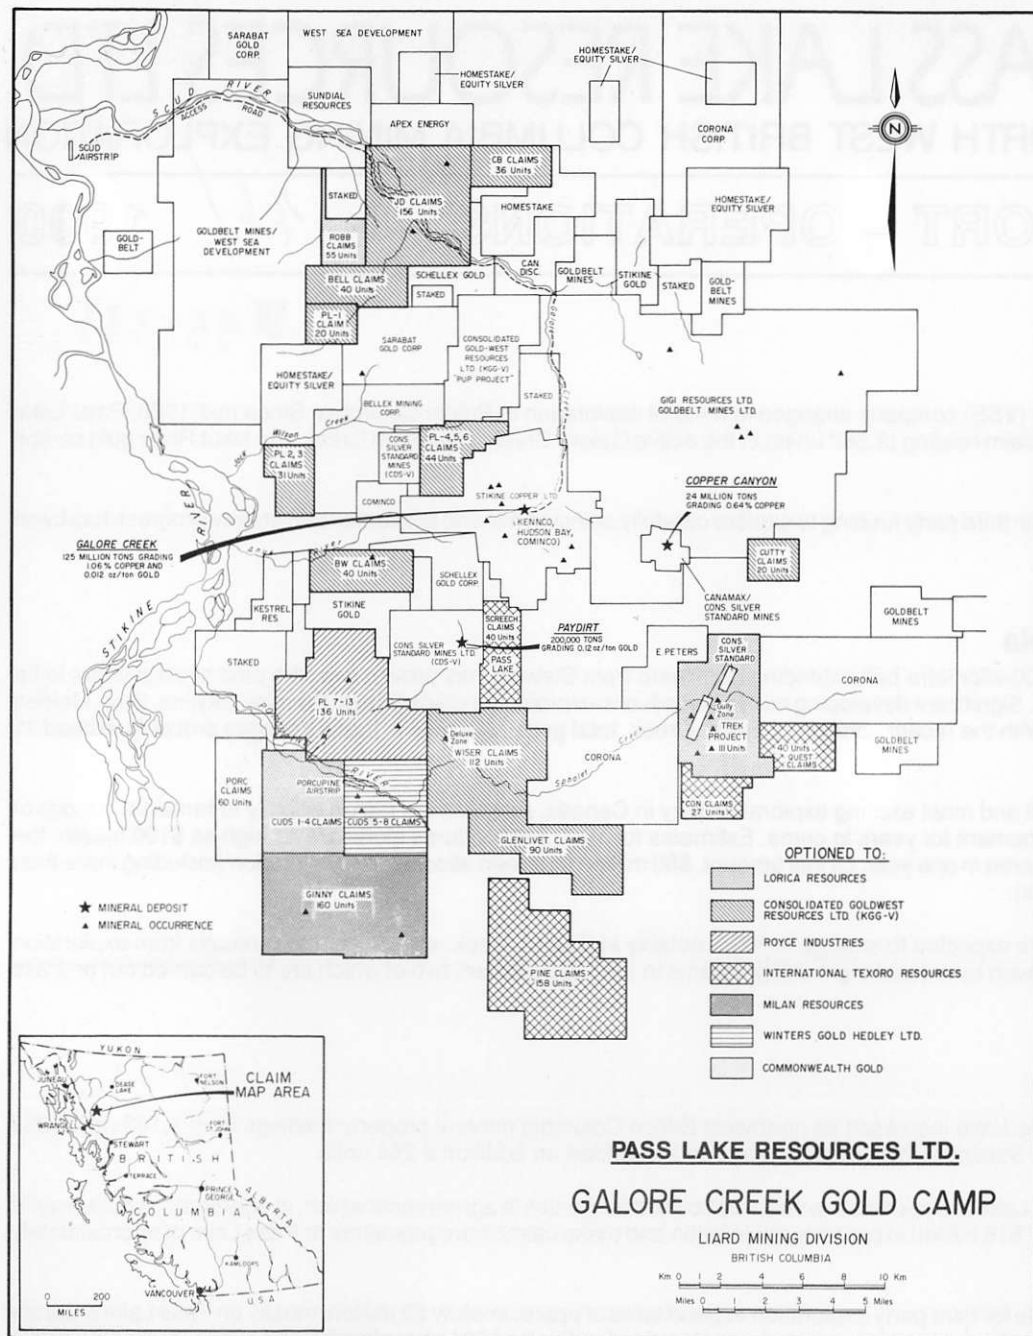 SARABAT
GOLD
CORP.
WEST SEA DEVELOPMENT
HOMESTAKE/
EQUITY SILVER
HOMESTAKE/
EQUITY SILVER
SCUD RIVER
ACCESS ROAD
SUNDIAL
RESOURCES
APEX ENERGY
CORONA
CORP.
N
SCUD
AIRSTRIP
CB CLAIMS
36 Units
STAKED
JD CLAIMS
156 Units
HOMESTAKE
HOMESTAKE/
EQUITY SILVER
GOLD-
BELT
GOLDBELT MINES/
WEST SEA
DEVELOPMENT
ROBB
CLAIMS
55 Units
BELL CLAIMS
40 Units
SCHELLEX GOLD
CAN
DISC.
GOLDBELT
MINES
STIKINE
GOLD
STAKED
GOLD-
BELT
MINES
STAKED
PL-1
CLAIM
20 Units
SARABAT
GOLD CORP
CONSOLIDATED
GOLD-WEST
RESOURCES
LTD (KGG-V)
"PUP PROJECT"
HOMESTAKE/
EQUITY SILVER
STAKED
BELLEX MINING
CORP.
GIGI RESOURCES LTD.
GOLDBELT MINES LTD.
Jack Wilson Creek
PL 2, 3
CLAIMS
31 Units
CONS
SILVER
STANDARD
MINES
(CDS-V)
PL-4, 5, 6
CLAIMS
44 Units
COMINCO
STIKINE COPPER LTD
(KENNCO,
HUDSON BAY,
COMINCO)
COPPER CANYON
24 MILLION TONS
GRADING 0.64% COPPER
GALORE CREEK
125 MILLION TONS GRADING
1.06% COPPER AND
0.012 oz/ton GOLD
RIVER
STIKINE
BW CLAIMS
40 Units
CUTTY
CLAIMS
20 Units
SCHELLEX
GOLD CORP
CANAMAX/
CONS. SILVER
STANDARD MINES
KESTREL
RES
STIKINE
GOLD
SCREECH
CLAIMS
40 Units
PASS
LAKE
PAYDIRT
200,000 TONS
GRADING 0.12 oz/ton GOLD
GOLDBELT
MINES
STAKED
CONS SILVER
STANDARD MINES LTD.
(CDS-V)
E. PETERS
CONS
SILVER
STANDARD
CORONA
PL 7-13
136 Units
Gully
Zone
TREK
PROJECT
111 Units
Deluxe
Zone
WISER CLAIMS
112 Units
CORONA
Sphaler Cr.
40 Units
QUEST
CLAIMS
GOLDBELT
MINES
PORC
CLAIMS
60 Units
PORCUPINE
AIRSTRIP
RIVER
CUDS 1-4 CLAIMS
CUDS 5-8 CLAIMS
CON CLAIMS
27 Units
GLENLIVET CLAIMS
90 Units
GINNY CLAIMS
160 Units
PINE CLAIMS
158 Units
★ MINERAL DEPOSIT
▲ MINERAL OCCURRENCE
OPTIONED TO:
LORICA RESOURCES
CONSOLIDATED GOLDWEST
RESOURCES LTD. (KGG-V)
ROYCE INDUSTRIES
INTERNATIONAL TEXORO RESOURCES
MILAN RESOURCES
WINTERS GOLD HEDLEY LTD.
COMMONWEALTH GOLD
YUKON
JUNEAU
DEASE
LAKE
FORT
NELSON
CLAIM
MAP AREA
WRANGELL
STEWART
BRITISH
COLUMBIA
TERRACE
PRINCE
GEORGE
ALBERTA
KAMLOOPS
VANCOUVER
USA
0 200
MILES
PASS LAKE RESOURCES LTD.
GALORE CREEK GOLD CAMP
LIARD MINING DIVISION
BRITISH COLUMBIA
Km 0 2 4 6 8 10 Km
Miles 0 1 2 3 4 5 Miles